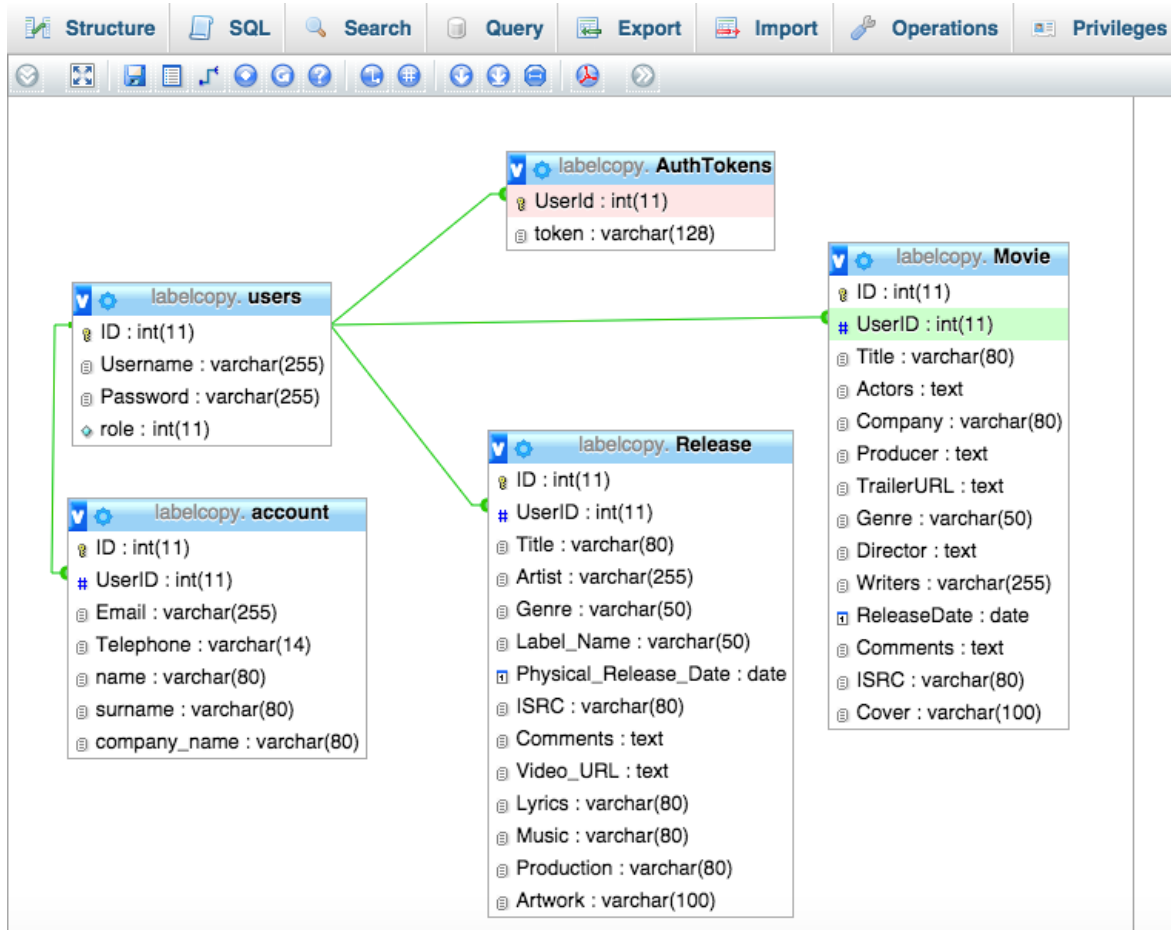 Structure SQL Search Query Export Import Operations Privileges
labelcopy. AuthTokens
UserId : int(11)
token : varchar(128)
labelcopy. users
ID : int(11)
Username : varchar(255)
Password : varchar(255)
role : int(11)
labelcopy. account
ID : int(11)
UserID : int(11)
Email : varchar(255)
Telephone : varchar(14)
name : varchar(80)
surname : varchar(80)
company_name : varchar(80)
labelcopy. Release
ID : int(11)
UserID : int(11)
Title : varchar(80)
Artist : varchar(255)
Genre : varchar(50)
Label_Name : varchar(50)
Physical_Release_Date : date
ISRC : varchar(80)
Comments : text
Video_URL : text
Lyrics : varchar(80)
Music : varchar(80)
Production : varchar(80)
Artwork : varchar(100)
labelcopy. Movie
ID : int(11)
UserID : int(11)
Title : varchar(80)
Actors : text
Company : varchar(80)
Producer : text
TrailerURL : text
Genre : varchar(50)
Director : text
Writers : varchar(255)
ReleaseDate : date
Comments : text
ISRC : varchar(80)
Cover : varchar(100)